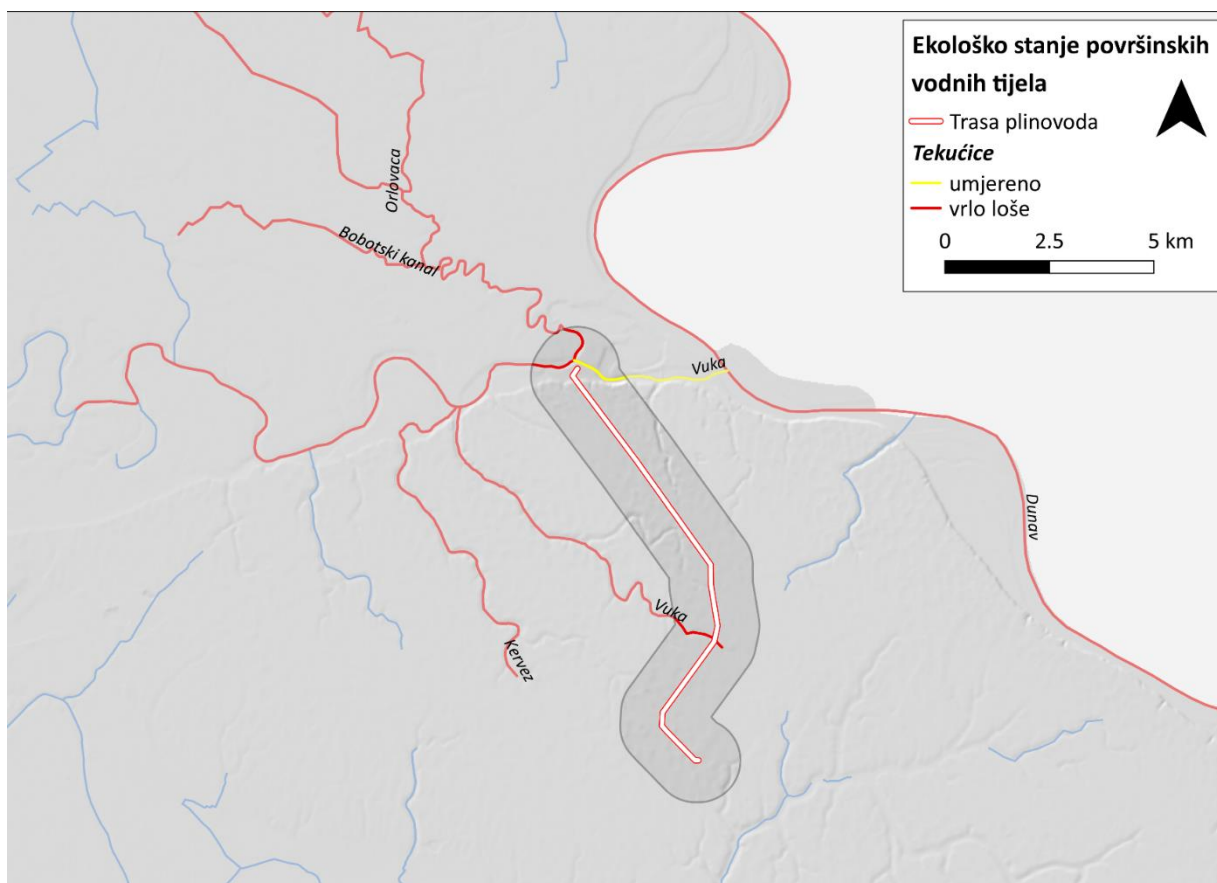 Ekološko stanje površinskih
vodnih tijela
Trasa plinovoda
Tekućice
umjereno
vrlo loše
0 2.5 5 km
Orlovaca
Bobotski kanal
Vuka
Dunav
Vuka
Kervez